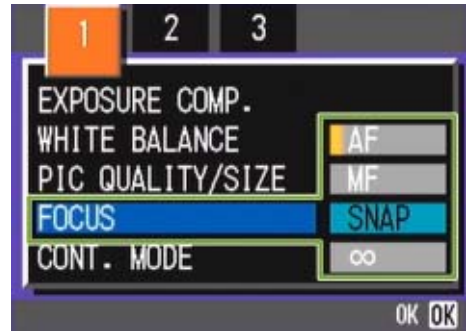 1 2 3
EXPOSURE COMP.
WHITE BALANCE AF
PIC QUALITY/SIZE MF
FOCUS SNAP
CONT. MODE ∞
OK OK